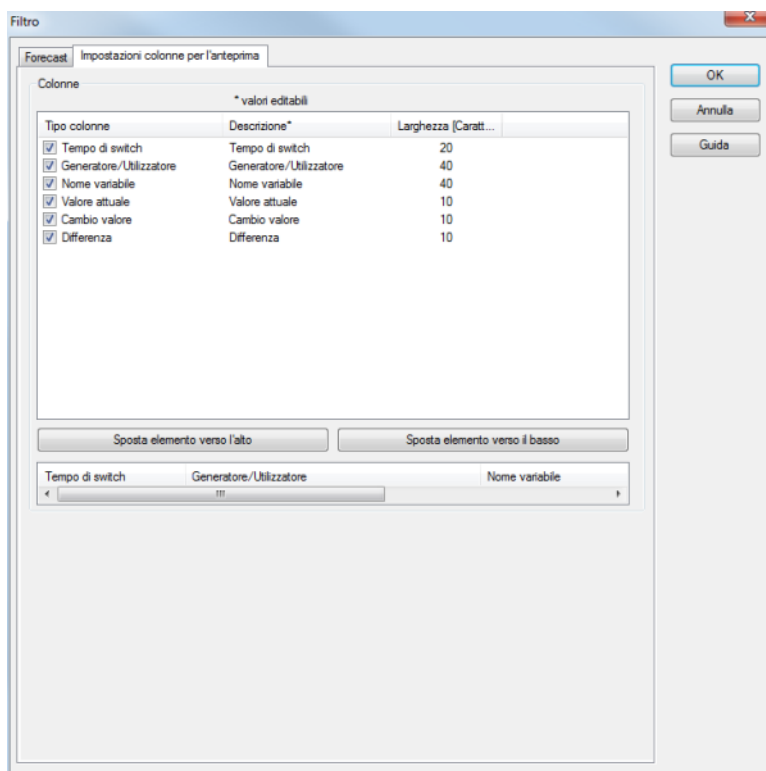 Filtro
Forecast Impostazioni colonne per l'anteprima
OK
Annulla
Guida
Colonne
* valori editabili
Tipo colonne Descrizione* Larghezza [Caratt...
Tempo di switch Tempo di switch 20
Generatore/Utilizzatore Generatore/Utilizzatore 40
Nome variabile Nome variabile 40
Valore attuale Valore attuale 10
Cambio valore Cambio valore 10
Differenza Differenza 10
Sposta elemento verso l'alto Sposta elemento verso il basso
Tempo di switch Generatore/Utilizzatore Nome variabile